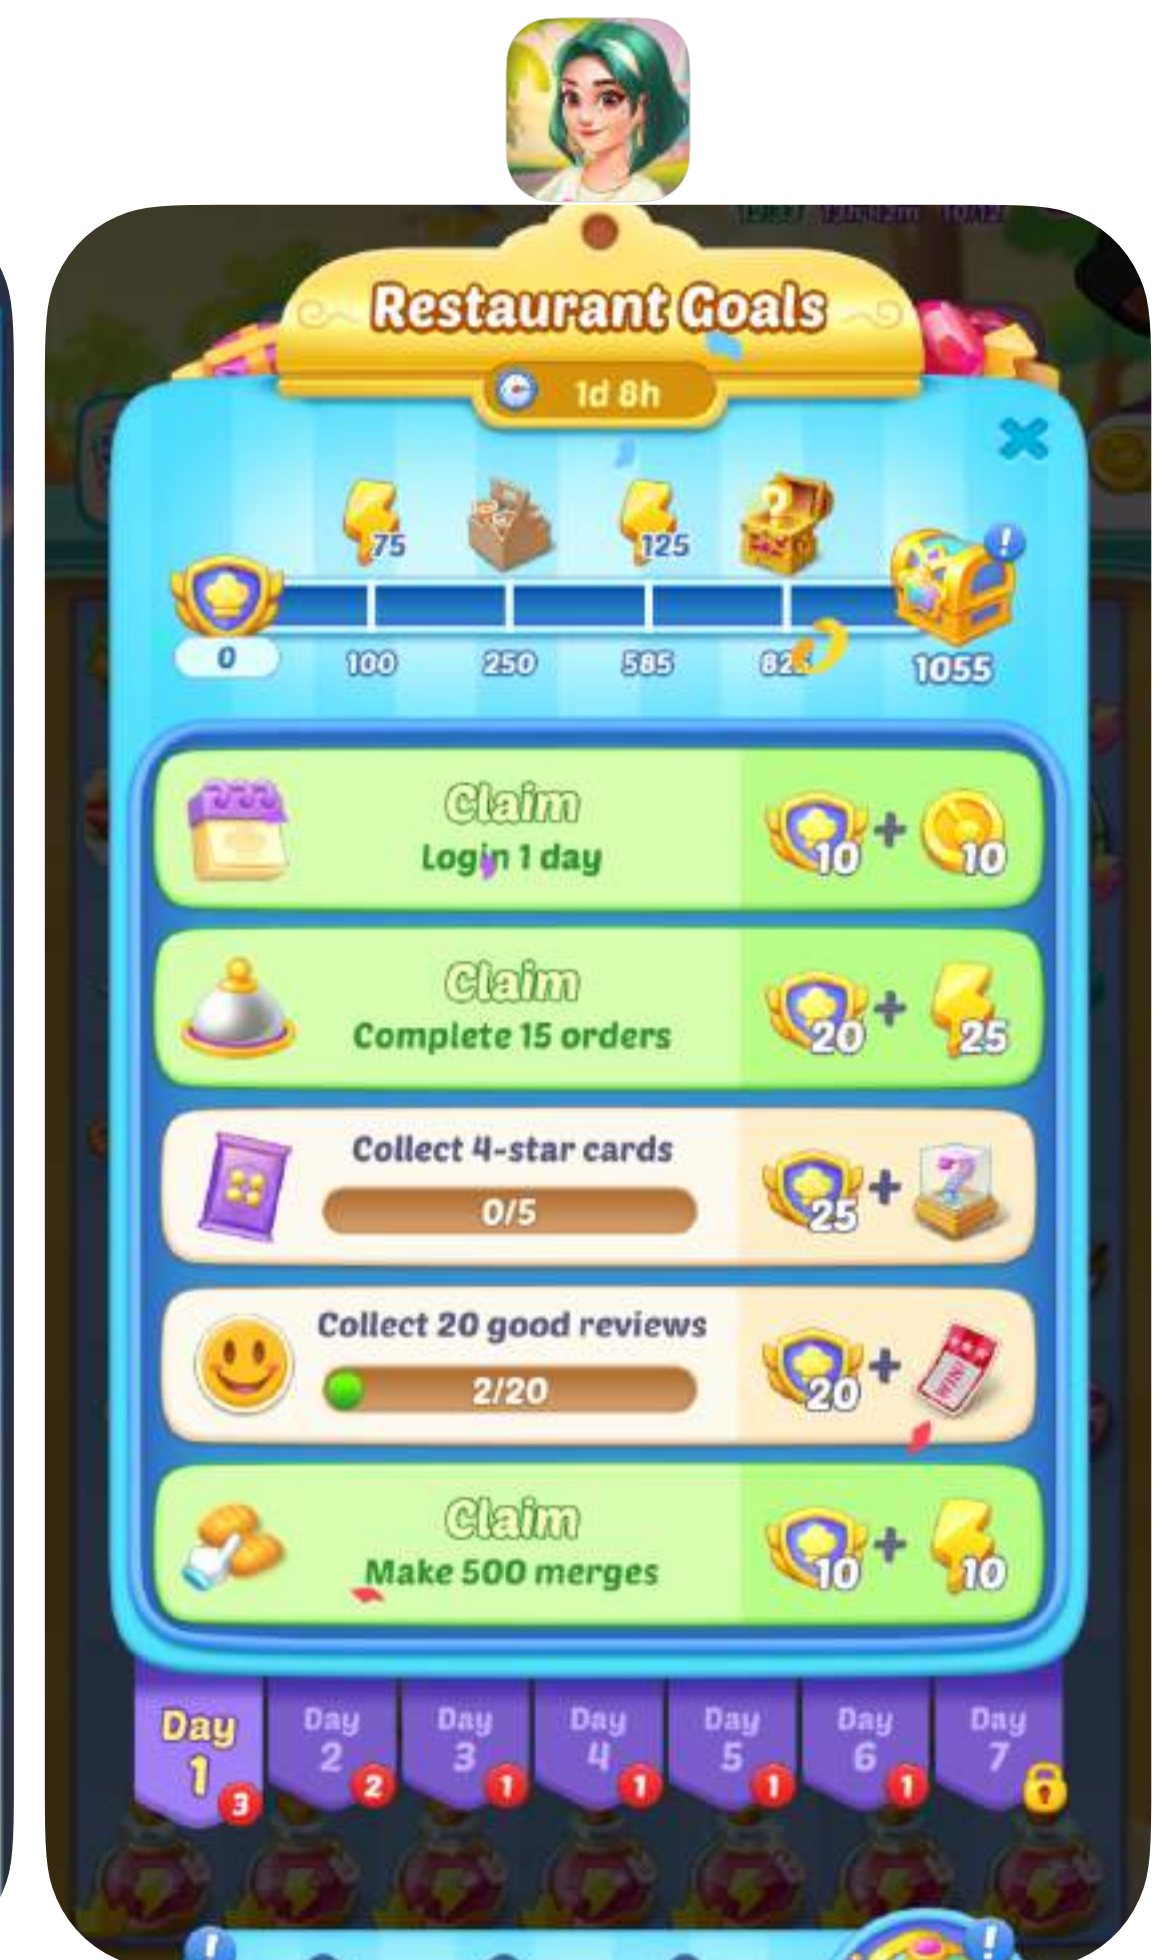 Restaurant Goals
1d 8h
75
125
0
100
250
585
1055
Claim
Login 1 day
10
10
Claim
Complete 15 orders
20
25
Collect 4-star cards
0/5
25
Collect 20 good reviews
2/20
20
WIN!
Claim
Make 500 merges
10
10
Day
1
3
Day
2
2
Day
3
1
Day
4
1
Day
5
1
Day
6
1
Day
7